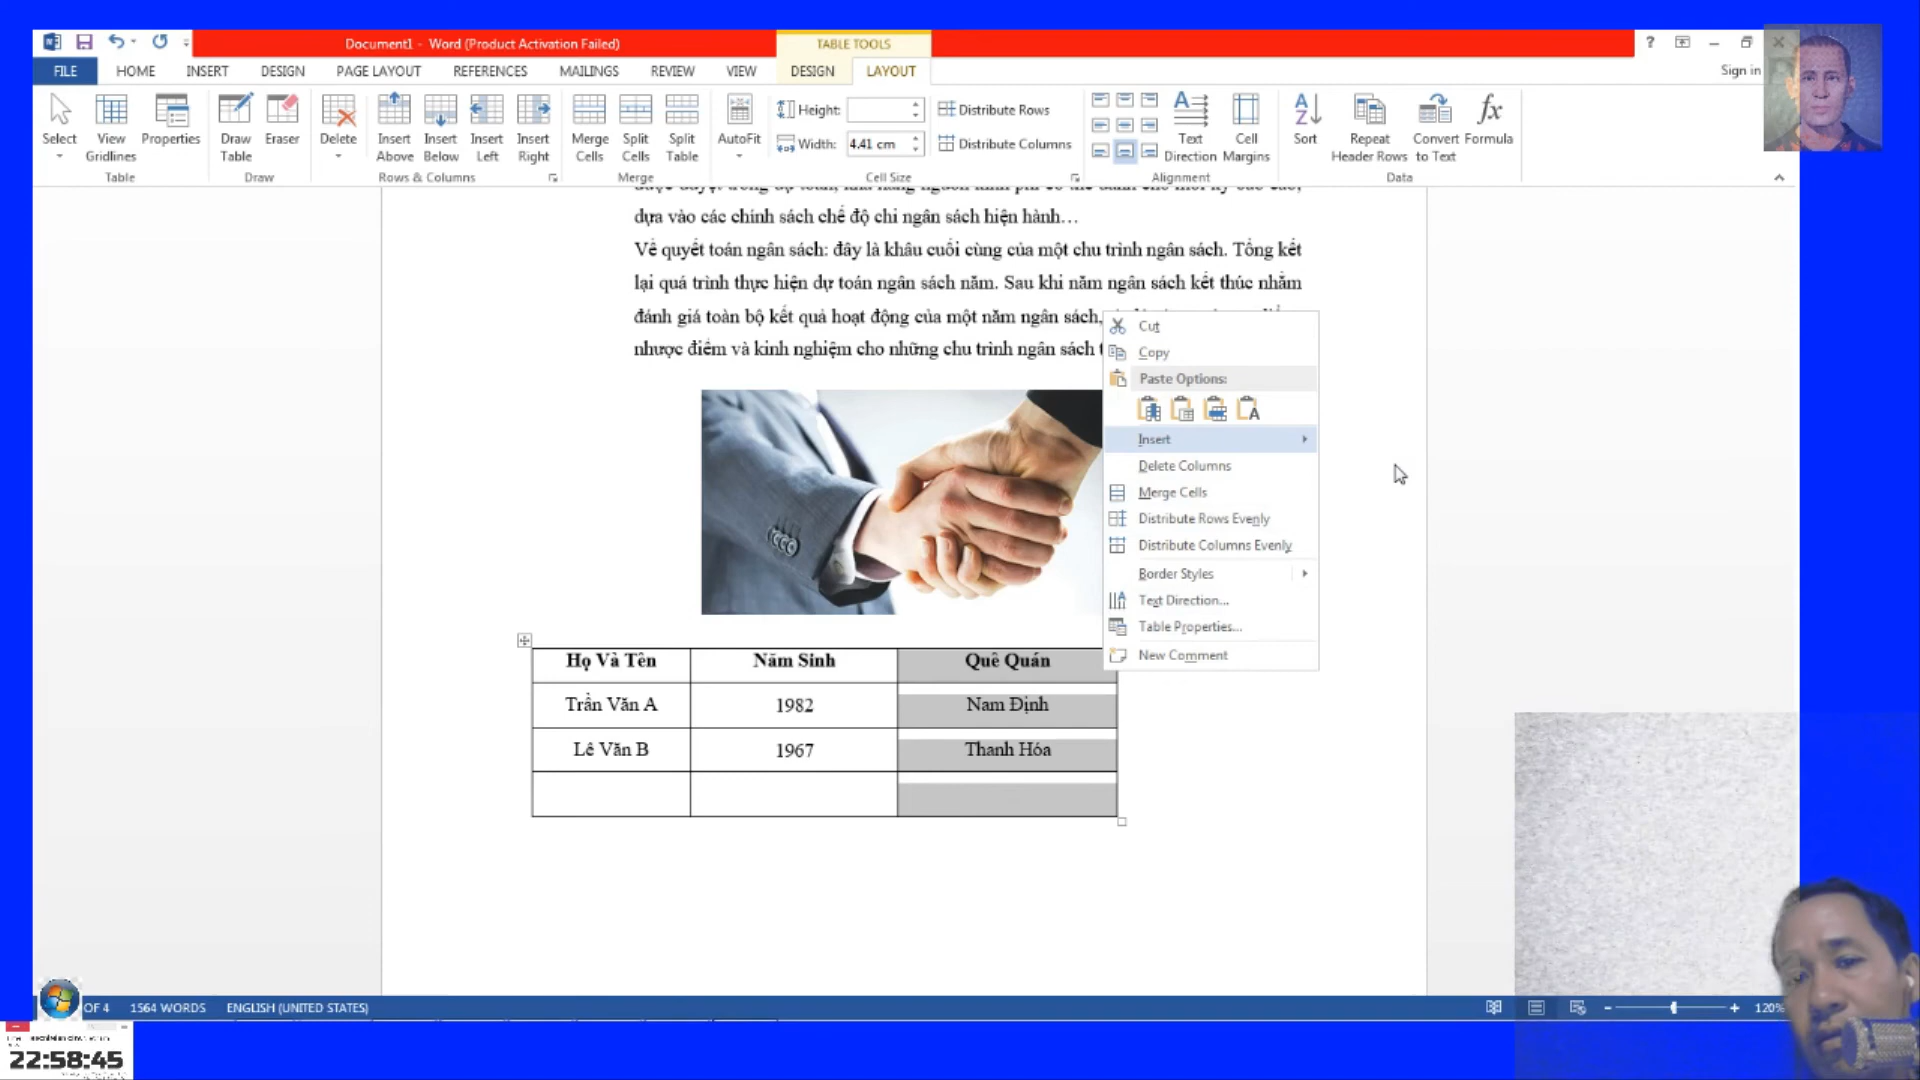 Document1 - Word (Product Activation Failed)
TABLE TOOLS
?
Sign in
FILE HOME INSERT DESIGN PAGE LAYOUT REFERENCES MAILINGS REVIEW VIEW DESIGN LAYOUT
Select
View Gridlines
Properties
Table
Draw Table
Eraser
Draw
Delete
Insert Above
Insert Below
Insert Left
Insert Right
Rows & Columns
Merge Cells
Split Cells
Split Table
Merge
AutoFit
Height:
Width: 4.41 cm
Distribute Rows
Distribute Columns
Cell Size
Text Direction
Cell Margins
Alignment
Sort
Repeat Header Rows
Convert to Text
Formula
Data
dựa vào các chính sách chế độ chi ngân sách hiện hành…
Về quyết toán ngân sách: đây là khâu cuối cùng của một chu trình ngân sách. Tổng kết
lại quá trình thực hiện dự toán ngân sách năm. Sau khi năm ngân sách kết thúc nhằm
đánh giá toàn bộ kết quả hoạt động của một năm ngân sách,
nhược điểm và kinh nghiệm cho những chu trình ngân sách
Cut
Copy
Paste Options:
Insert
Delete Columns
Merge Cells
Distribute Rows Evenly
Distribute Columns Evenly
Border Styles
Text Direction...
Table Properties...
New Comment
Họ Và Tên Năm Sinh Quê Quán
Trần Văn A 1982 Nam Định
Lê Văn B 1967 Thanh Hóa
OF 4 1564 WORDS ENGLISH (UNITED STATES)
120%
22:58:45